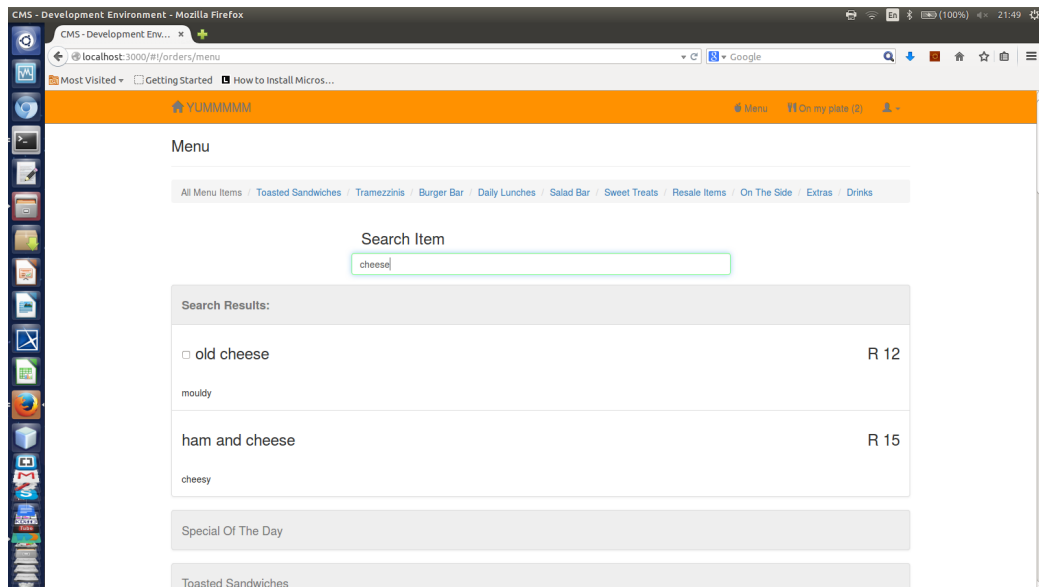 CMS - Development Environment - Mozilla Firefox
En (100%) 21:49
CMS - Development Env... ×
localhost:3000/#!/orders/menu
Google
Most Visited
Getting Started
How to Install Micros...
YUMMMMM
Menu
On my plate (2)
Menu
All Menu Items / Toasted Sandwiches / Tramezzinis / Burger Bar / Daily Lunches / Salad Bar / Sweet Treats / Resale Items / On The Side / Extras / Drinks
Search Item
cheese
Search Results:
old cheese R 12
mouldy
ham and cheese R 15
cheesy
Special Of The Day
Toasted Sandwiches